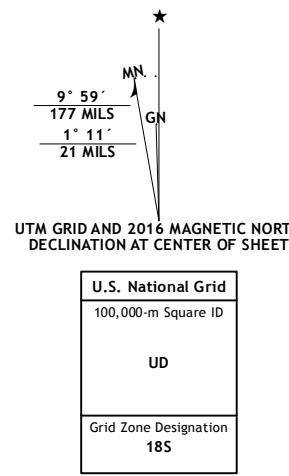 ★
MN
9° 59´
177 MILS
GN
1° 11´
21 MILS
UTM GRID AND 2016 MAGNETIC NORT
DECLINATION AT CENTER OF SHEET
U.S. National Grid
100,000-m Square ID
UD
Grid Zone Designation
18S